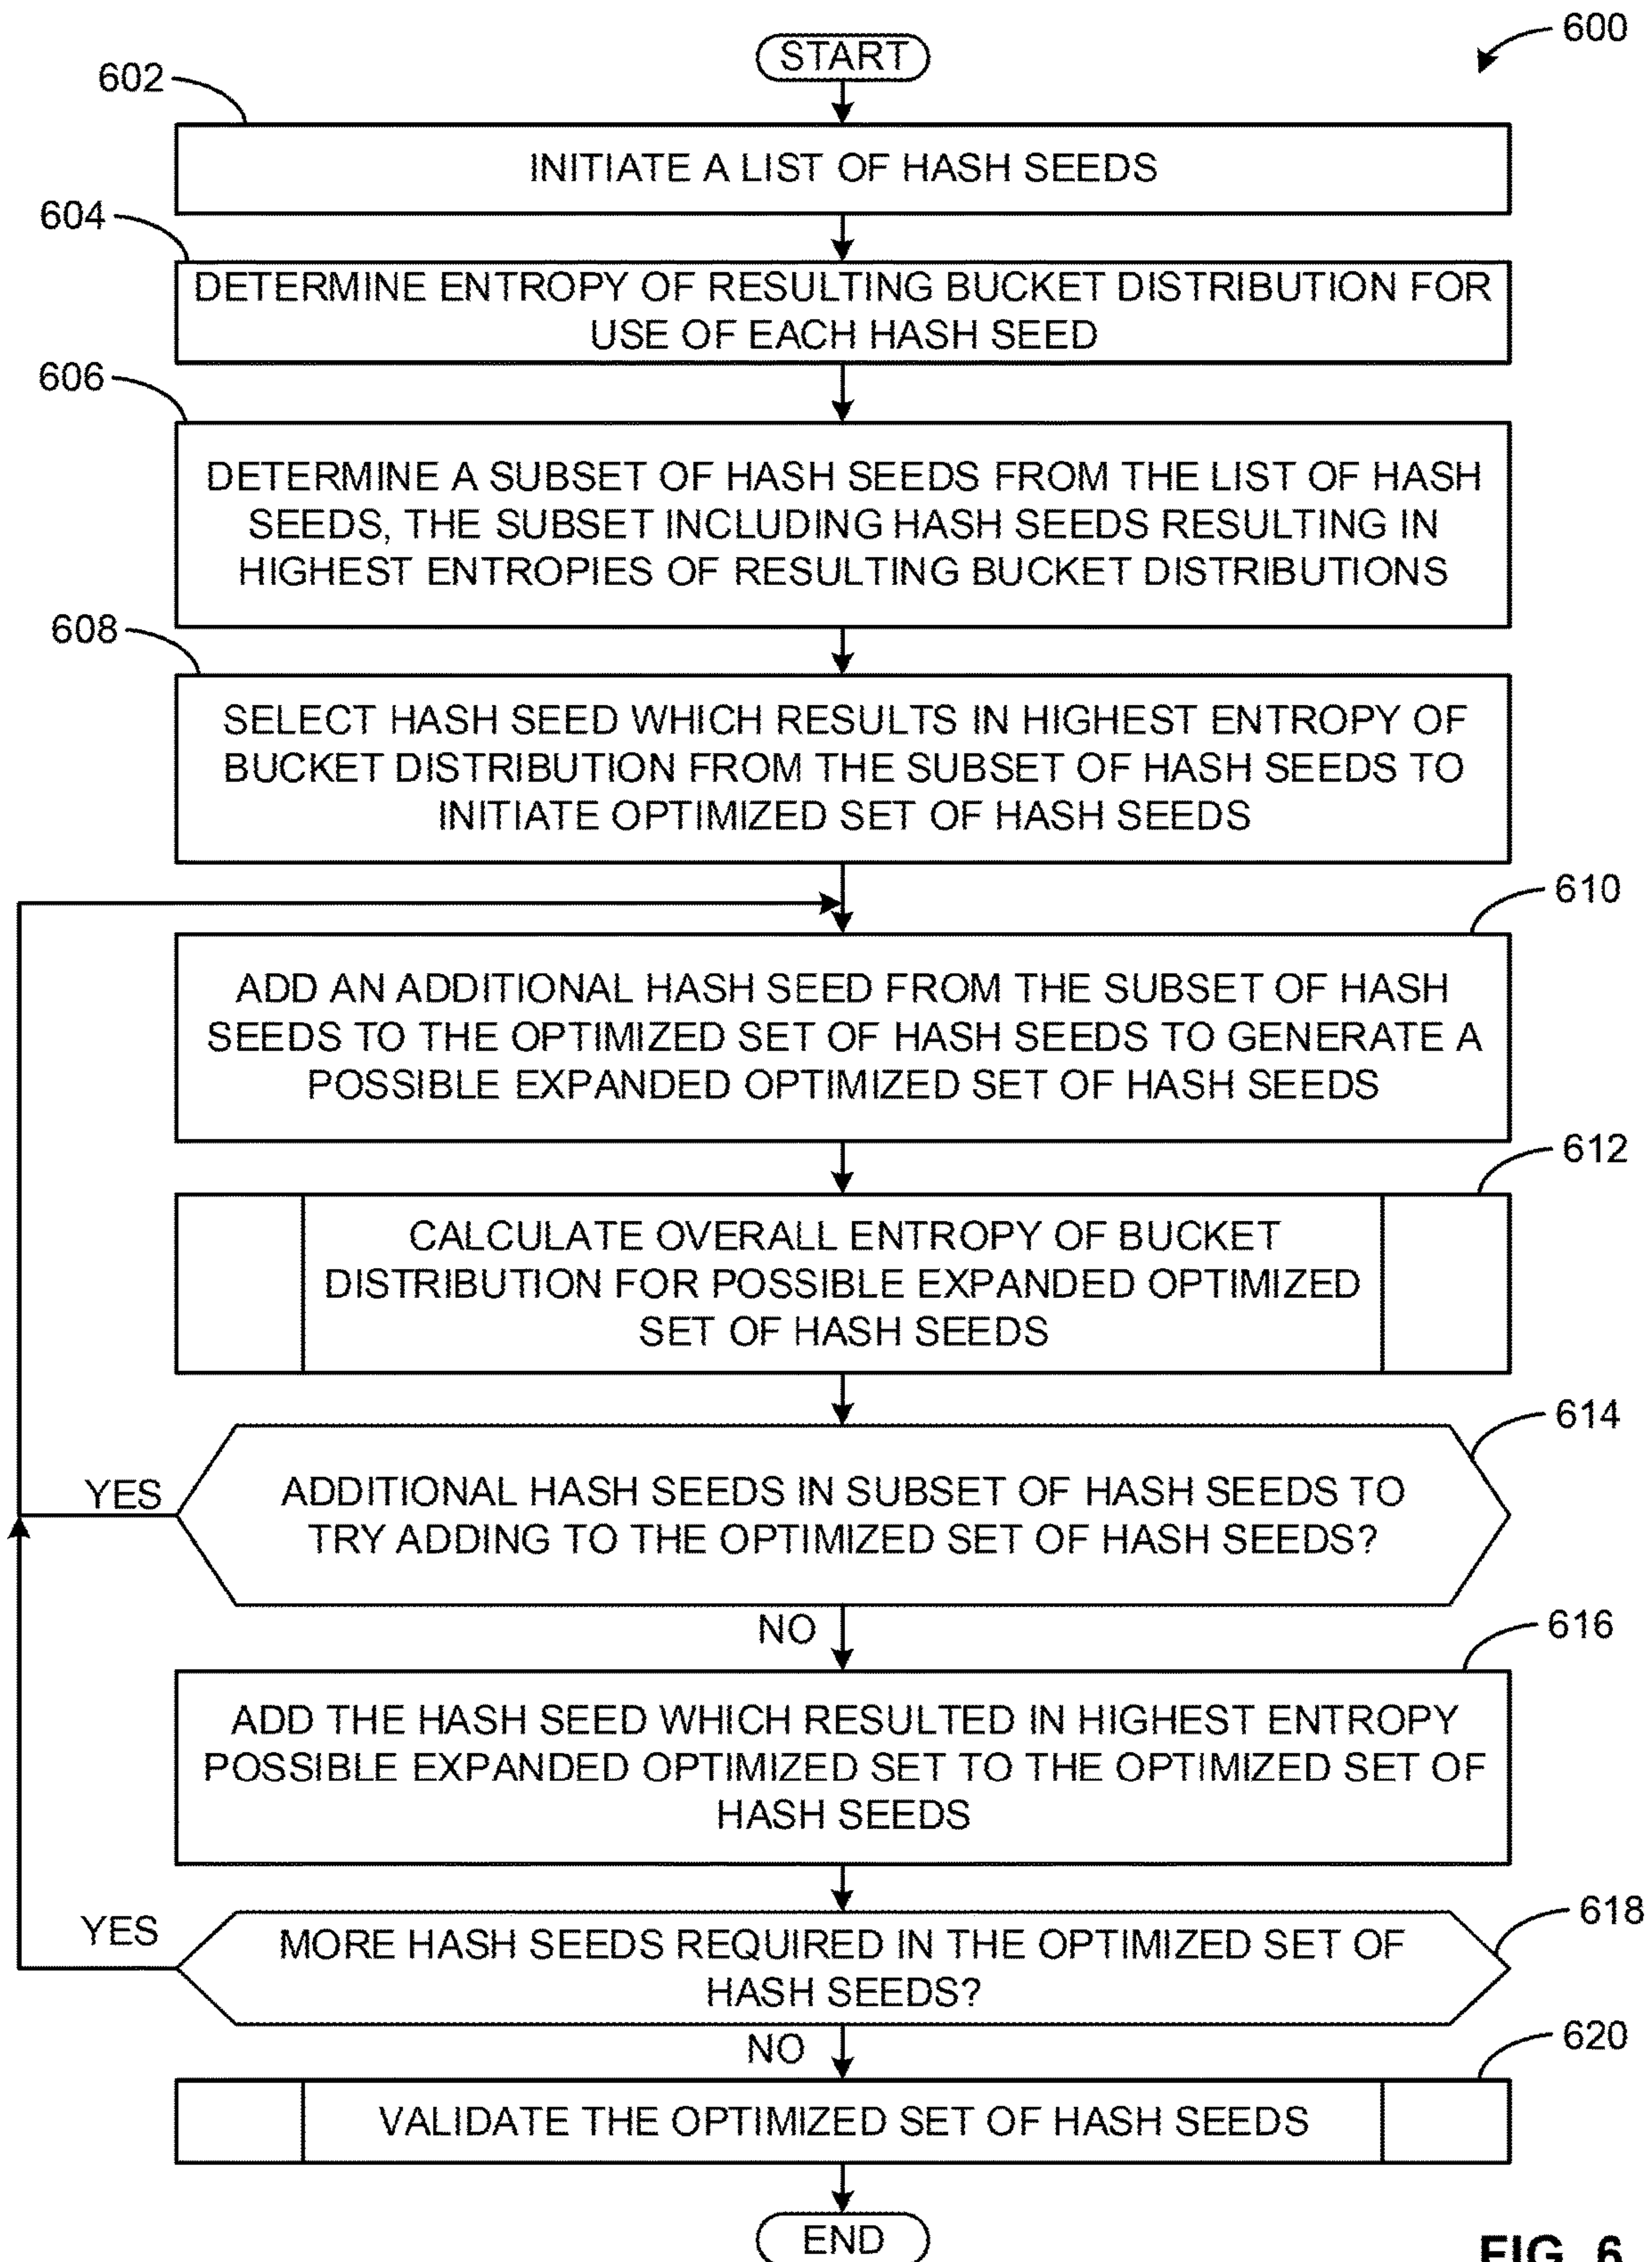 600
START
602
INITIATE A LIST OF HASH SEEDS
604
DETERMINE ENTROPY OF RESULTING BUCKET DISTRIBUTION FOR
USE OF EACH HASH SEED
606
DETERMINE A SUBSET OF HASH SEEDS FROM THE LIST OF HASH
SEEDS, THE SUBSET INCLUDING HASH SEEDS RESULTING IN
HIGHEST ENTROPIES OF RESULTING BUCKET DISTRIBUTIONS
608
SELECT HASH SEED WHICH RESULTS IN HIGHEST ENTROPY OF
BUCKET DISTRIBUTION FROM THE SUBSET OF HASH SEEDS TO
INITIATE OPTIMIZED SET OF HASH SEEDS
610
ADD AN ADDITIONAL HASH SEED FROM THE SUBSET OF HASH
SEEDS TO THE OPTIMIZED SET OF HASH SEEDS TO GENERATE A
POSSIBLE EXPANDED OPTIMIZED SET OF HASH SEEDS
612
CALCULATE OVERALL ENTROPY OF BUCKET
DISTRIBUTION FOR POSSIBLE EXPANDED OPTIMIZED
SET OF HASH SEEDS
614
YES
ADDITIONAL HASH SEEDS IN SUBSET OF HASH SEEDS TO
TRY ADDING TO THE OPTIMIZED SET OF HASH SEEDS?
NO
616
ADD THE HASH SEED WHICH RESULTED IN HIGHEST ENTROPY
POSSIBLE EXPANDED OPTIMIZED SET TO THE OPTIMIZED SET OF
HASH SEEDS
618
YES
MORE HASH SEEDS REQUIRED IN THE OPTIMIZED SET OF
HASH SEEDS?
NO
620
VALIDATE THE OPTIMIZED SET OF HASH SEEDS
END
FIG. 6